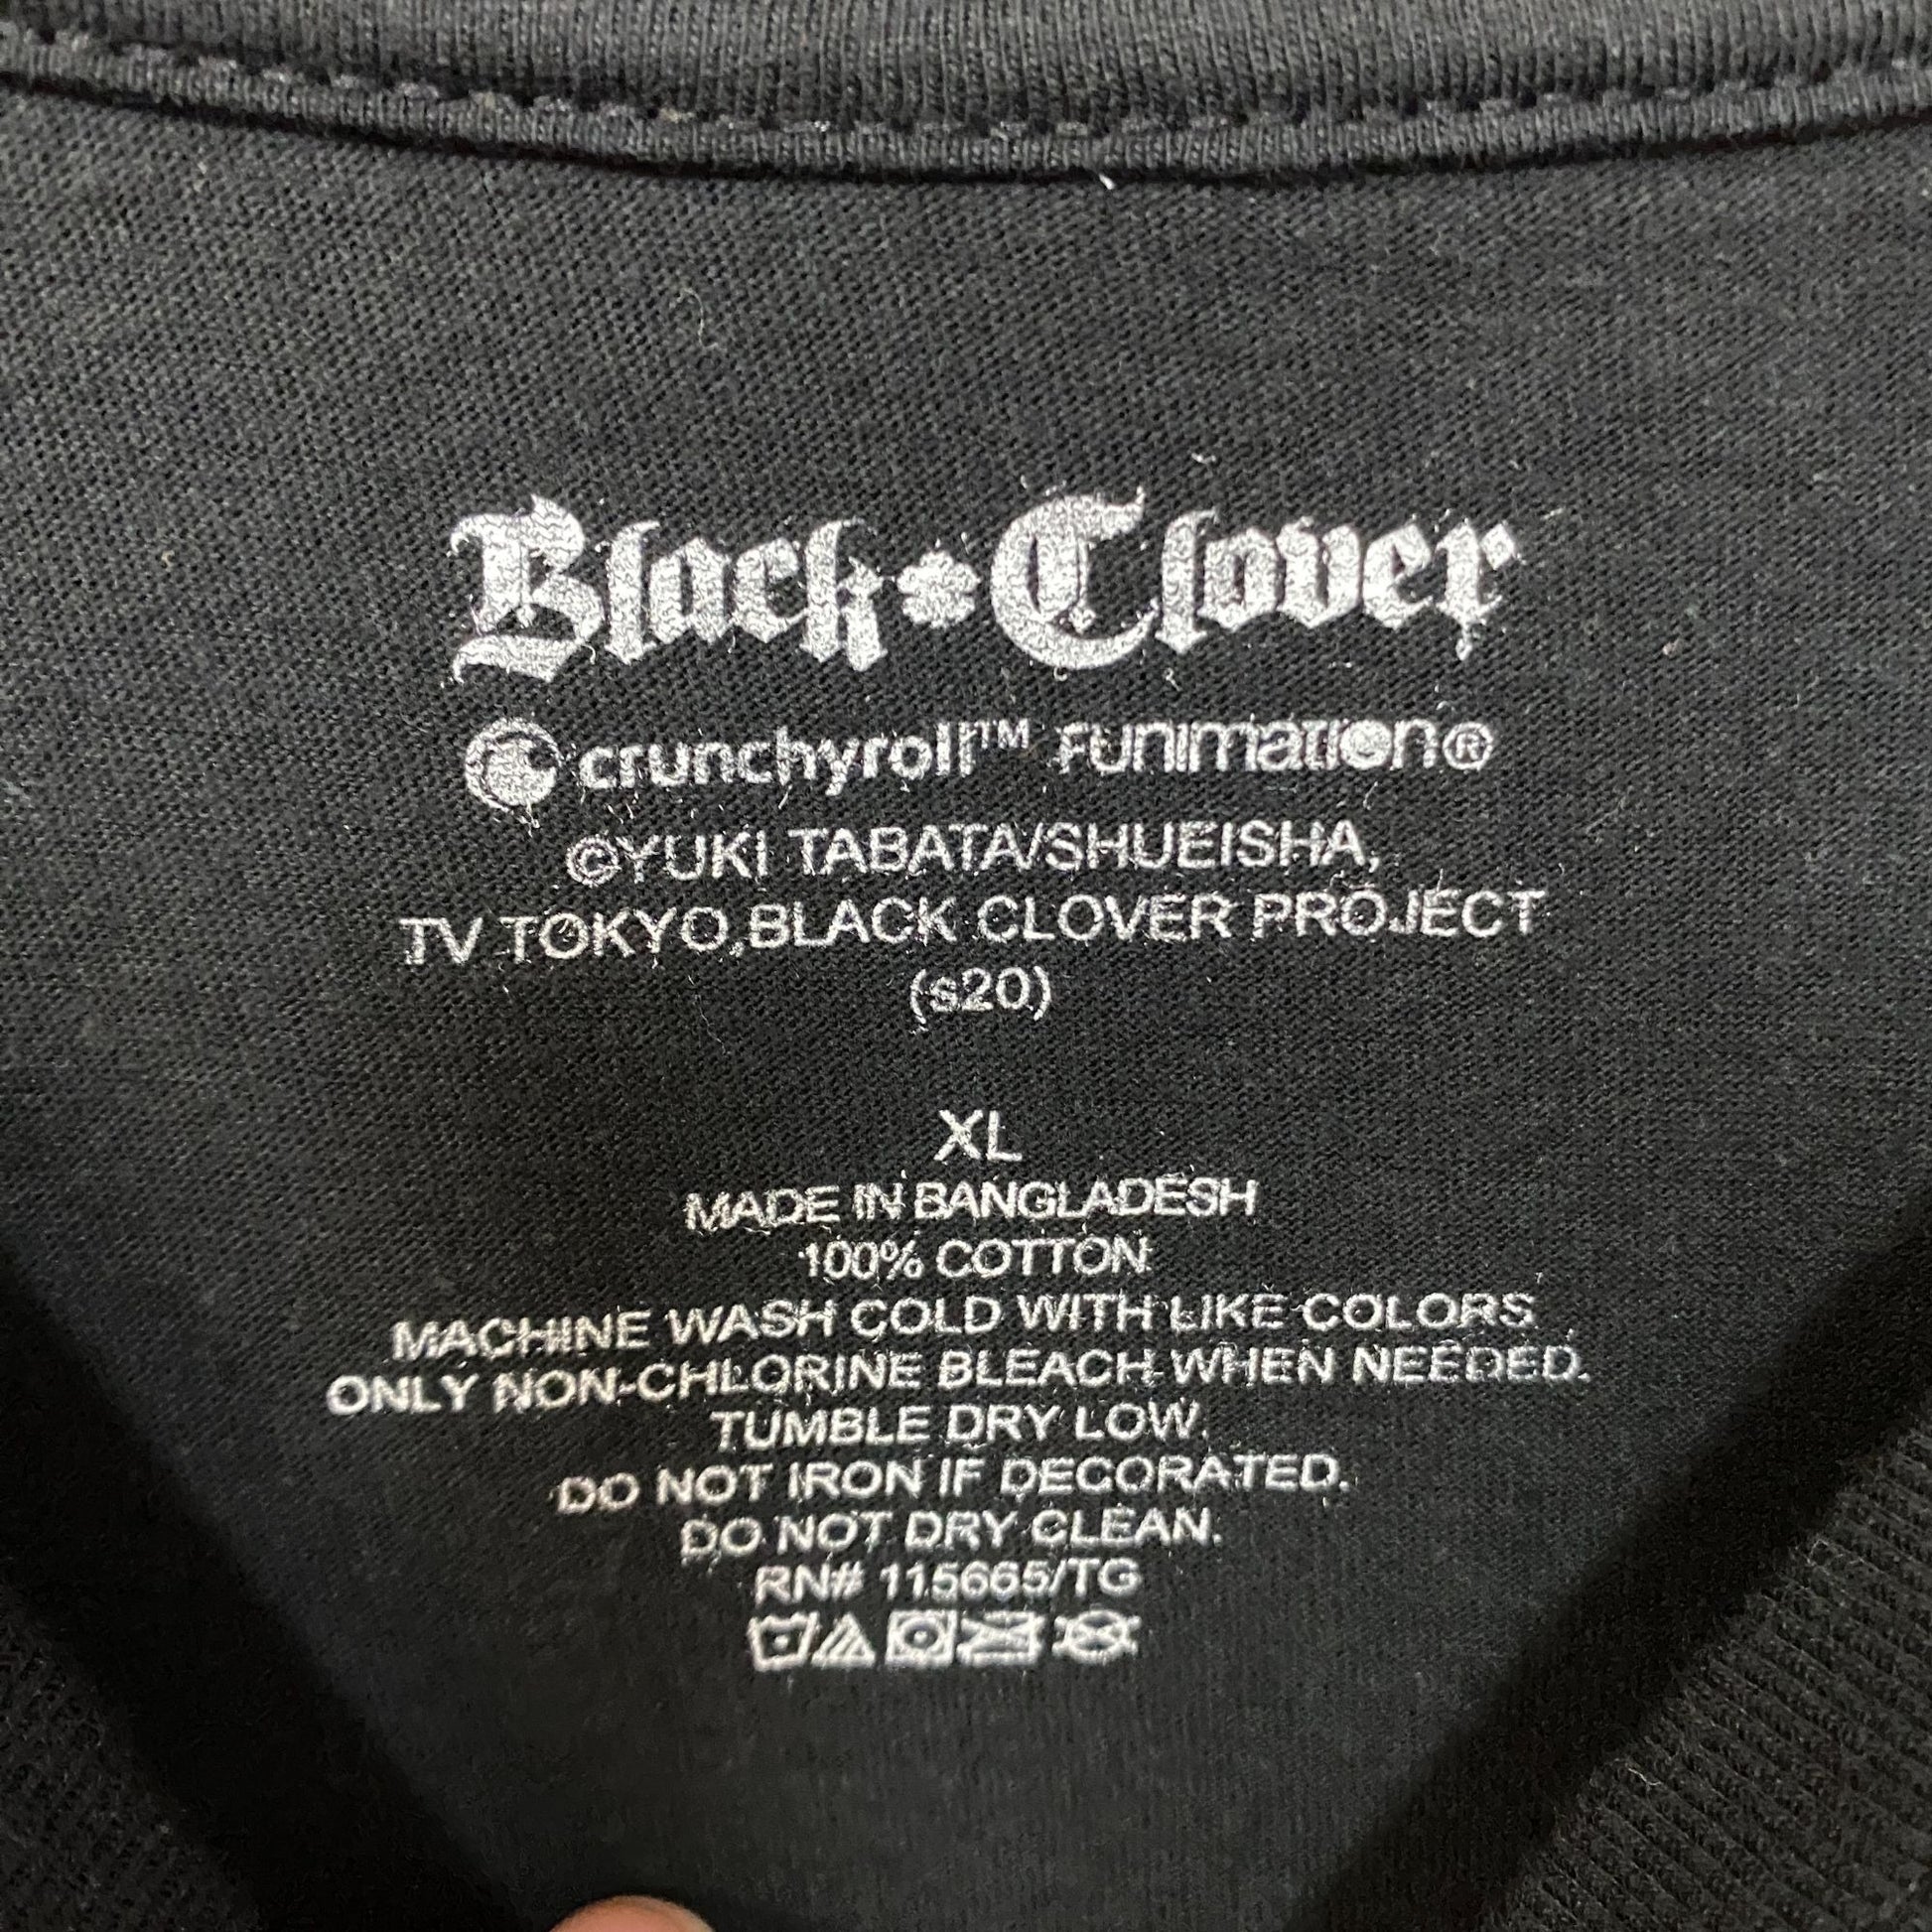 Black Clover
crunchyroll™ FUNIMATION®
©YUKI TABATA/SHUEISHA,
TV TOKYO,BLACK CLOVER PROJECT
(s20)
XL
MADE IN BANGLADESH
100% COTTON
MACHINE WASH COLD WITH LIKE COLORS
ONLY NON-CHLORINE BLEACH WHEN NEEDED.
TUMBLE DRY LOW.
DO NOT IRON IF DECORATED.
DO NOT DRY CLEAN.
RN# 115665/TG